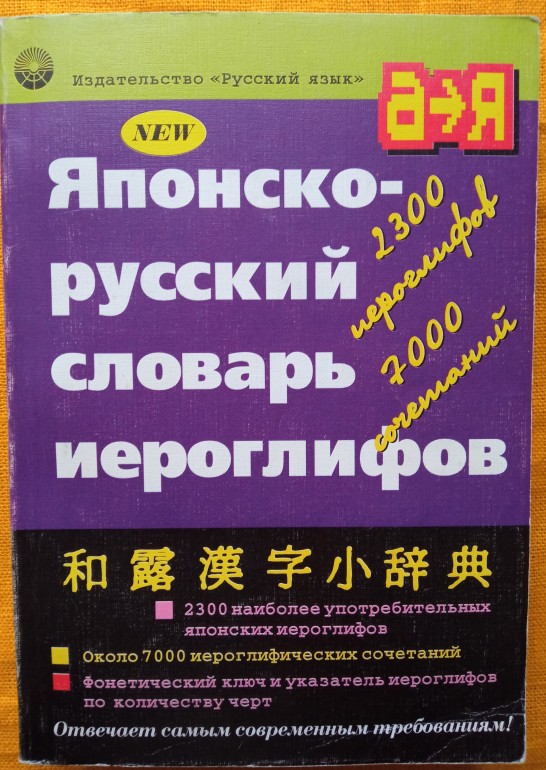 Издательство «Русский язык»
а→я
NEW
Японско-
русский
словарь
иероглифов
2300
иероглифов
7000
сочетаний
和露漢字小辞典
2300 наиболее употребительных
японских иероглифов
Около 7000 иероглифических сочетаний
Фонетический ключ и указатель иероглифов
по количеству черт
Отвечает самым современным требованиям!